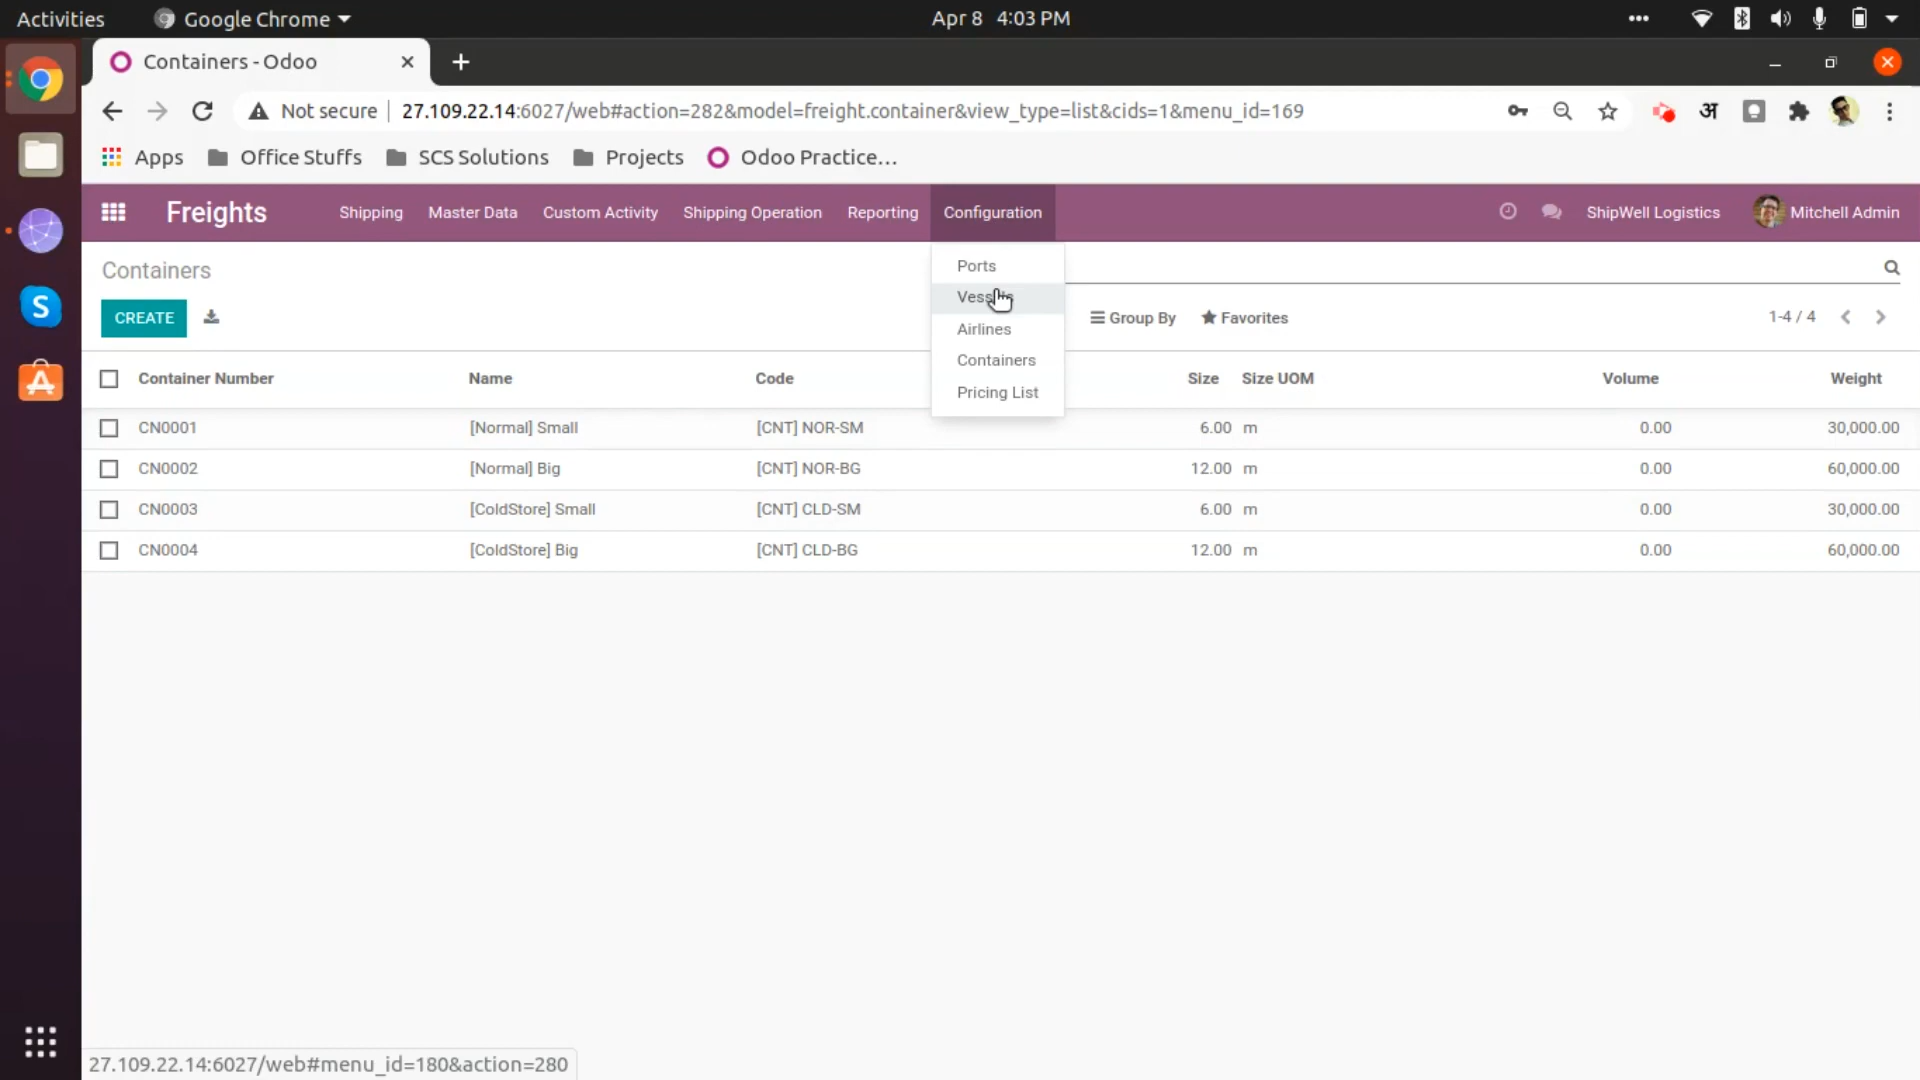 Activities Google Chrome Apr 8 4:03 PM
Containers - Odoo
Not secure 27.109.22.14:6027/web#action=282&model=freight.container&view_type=list&cids=1&menu_id=169 अ
Apps Office Stuffs SCS Solutions Projects Odoo Practice…
Freights Shipping Master Data Custom Activity Shipping Operation Reporting Configuration ShipWell Logistics Mitchell Admin
Containers
Ports
Vessels
Airlines
Containers
Pricing List
CREATE Group By Favorites 1-4 / 4
Container Number Name Code Size Size UOM Volume Weight
CN0001 [Normal] Small [CNT] NOR-SM 6.00 m 0.00 30,000.00
CN0002 [Normal] Big [CNT] NOR-BG 12.00 m 0.00 60,000.00
CN0003 [ColdStore] Small [CNT] CLD-SM 6.00 m 0.00 30,000.00
CN0004 [ColdStore] Big [CNT] CLD-BG 12.00 m 0.00 60,000.00
27.109.22.14:6027/web#menu_id=180&action=280